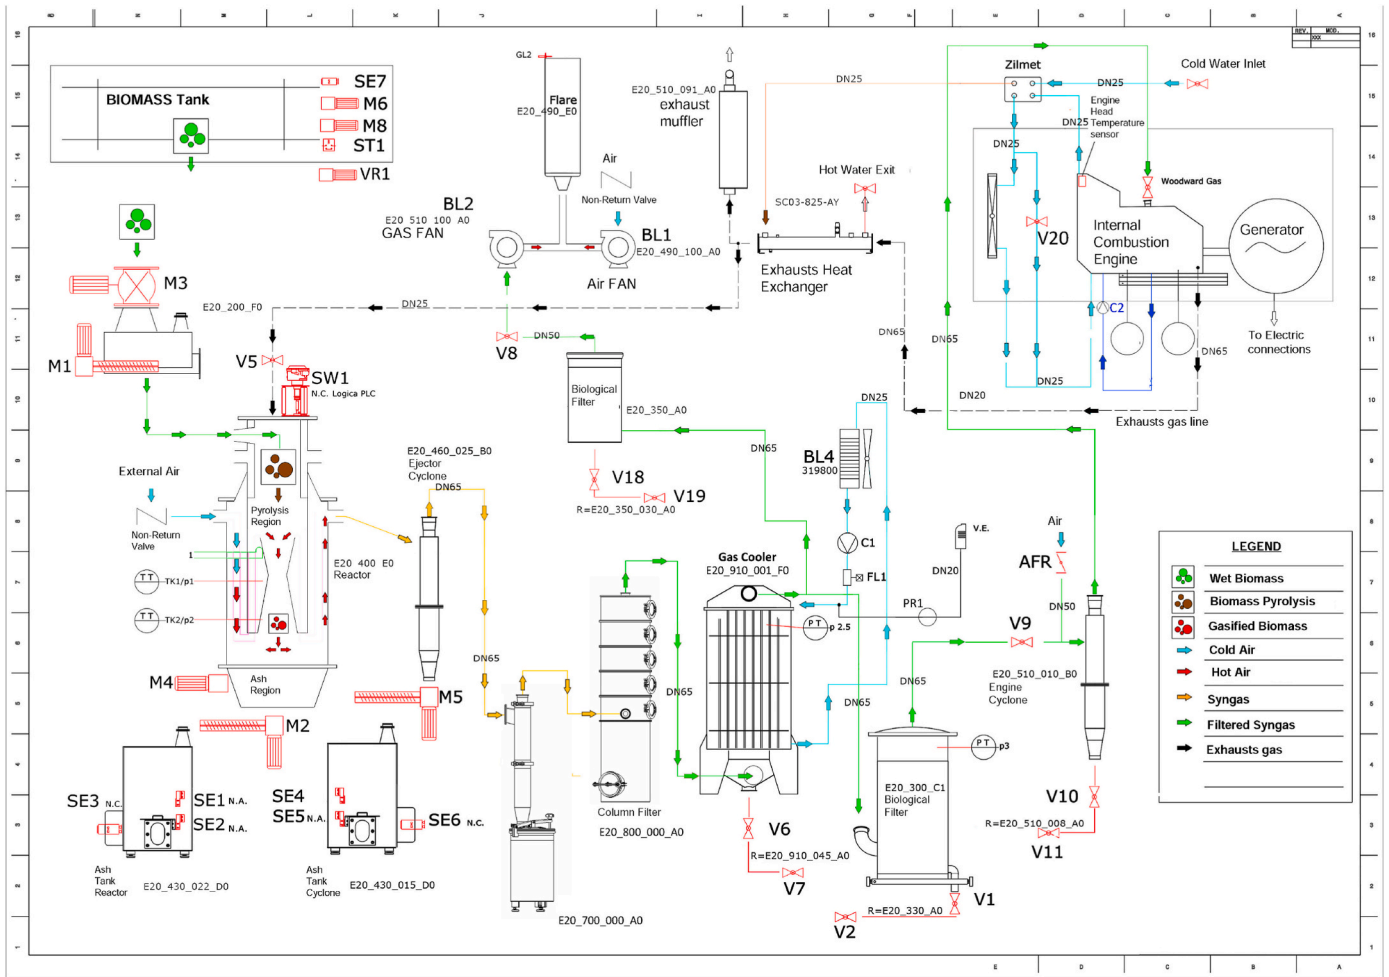 BIOMASS Tank
SE7
M6
M8
ST1
VR1
GL2
Flare
E20_490_E0
E20_510_091_A0
exhaust
muffler
DN25
Zilmet
DN25
Cold Water Inlet
REV.
MOD.
XXX
Engine
Head
Temperature
sensor
DN25
DN25
Air
Non-Return Valve
Hot Water Exit
SC03-825-AY
Woodward Gas
BL2
E20_510_100_A0
GAS FAN
BL1
E20_490_100_A0
Air FAN
Exhausts Heat
Exchanger
V20
Internal
Combustion
Engine
Generator
M3
E20_200_F0
DN25
C2
To Electric
connections
M1
V5
V8
DN50
DN65
DN65
DN65
SW1
N.C. Logica PLC
Biological
Filter
E20_350_A0
DN25
DN20
DN25
Exhausts gas line
External Air
Non-Return
Valve
Pyrolysis
Region
E20_460_025_B0
Ejector
Cyclone
DN65
DN65
BL4
319800
V18
V19
R=E20_350_030_A0
V.E.
Air
AFR
LEGEND
Wet Biomass
Biomass Pyrolysis
Gasified Biomass
Cold Air
Hot Air
Syngas
Filtered Syngas
Exhausts gas
1
TT
TK1/p1
TT
TK2/p2
E20_400_E0
Reactor
Gas Cooler
E20_910_001_F0
C1
FL1
DN20
PR1
PT
p 2.5
DN50
V9
DN65
DN65
DN65
DN65
E20_510_010_B0
Engine
Cyclone
M4
Ash
Region
M5
M2
PT
p3
SE3 N.C.
SE1 N.A.
SE2 N.A.
SE4
SE5 N.A.
SE6 N.C.
Column Filter
E20_800_000_A0
V6
R=E20_910_045_A0
V7
E20_300_C1
Biological
Filter
V10
R=E20_510_008_A0
V11
Ash
Tank
Reactor
E20_430_022_D0
Ash
Tank
Cyclone
E20_430_015_D0
E20_700_000_A0
V1
R=E20_330_A0
V2